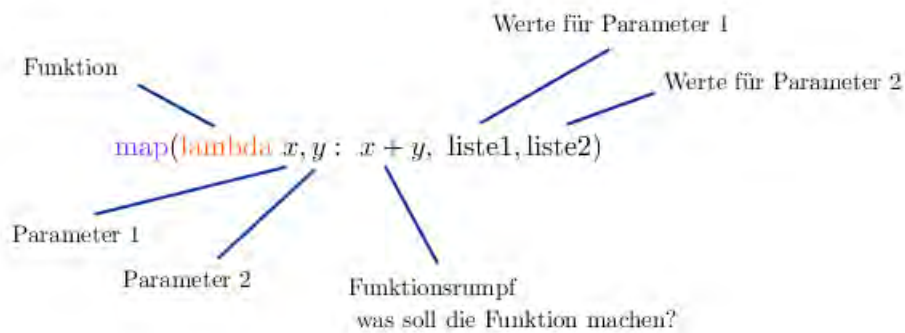 Werte für Parameter 1
Funktion
Werte für Parameter 2
map(lambda x, y : x + y, liste1, liste2)
Parameter 1
Parameter 2
Funktionsrumpf
was soll die Funktion machen?